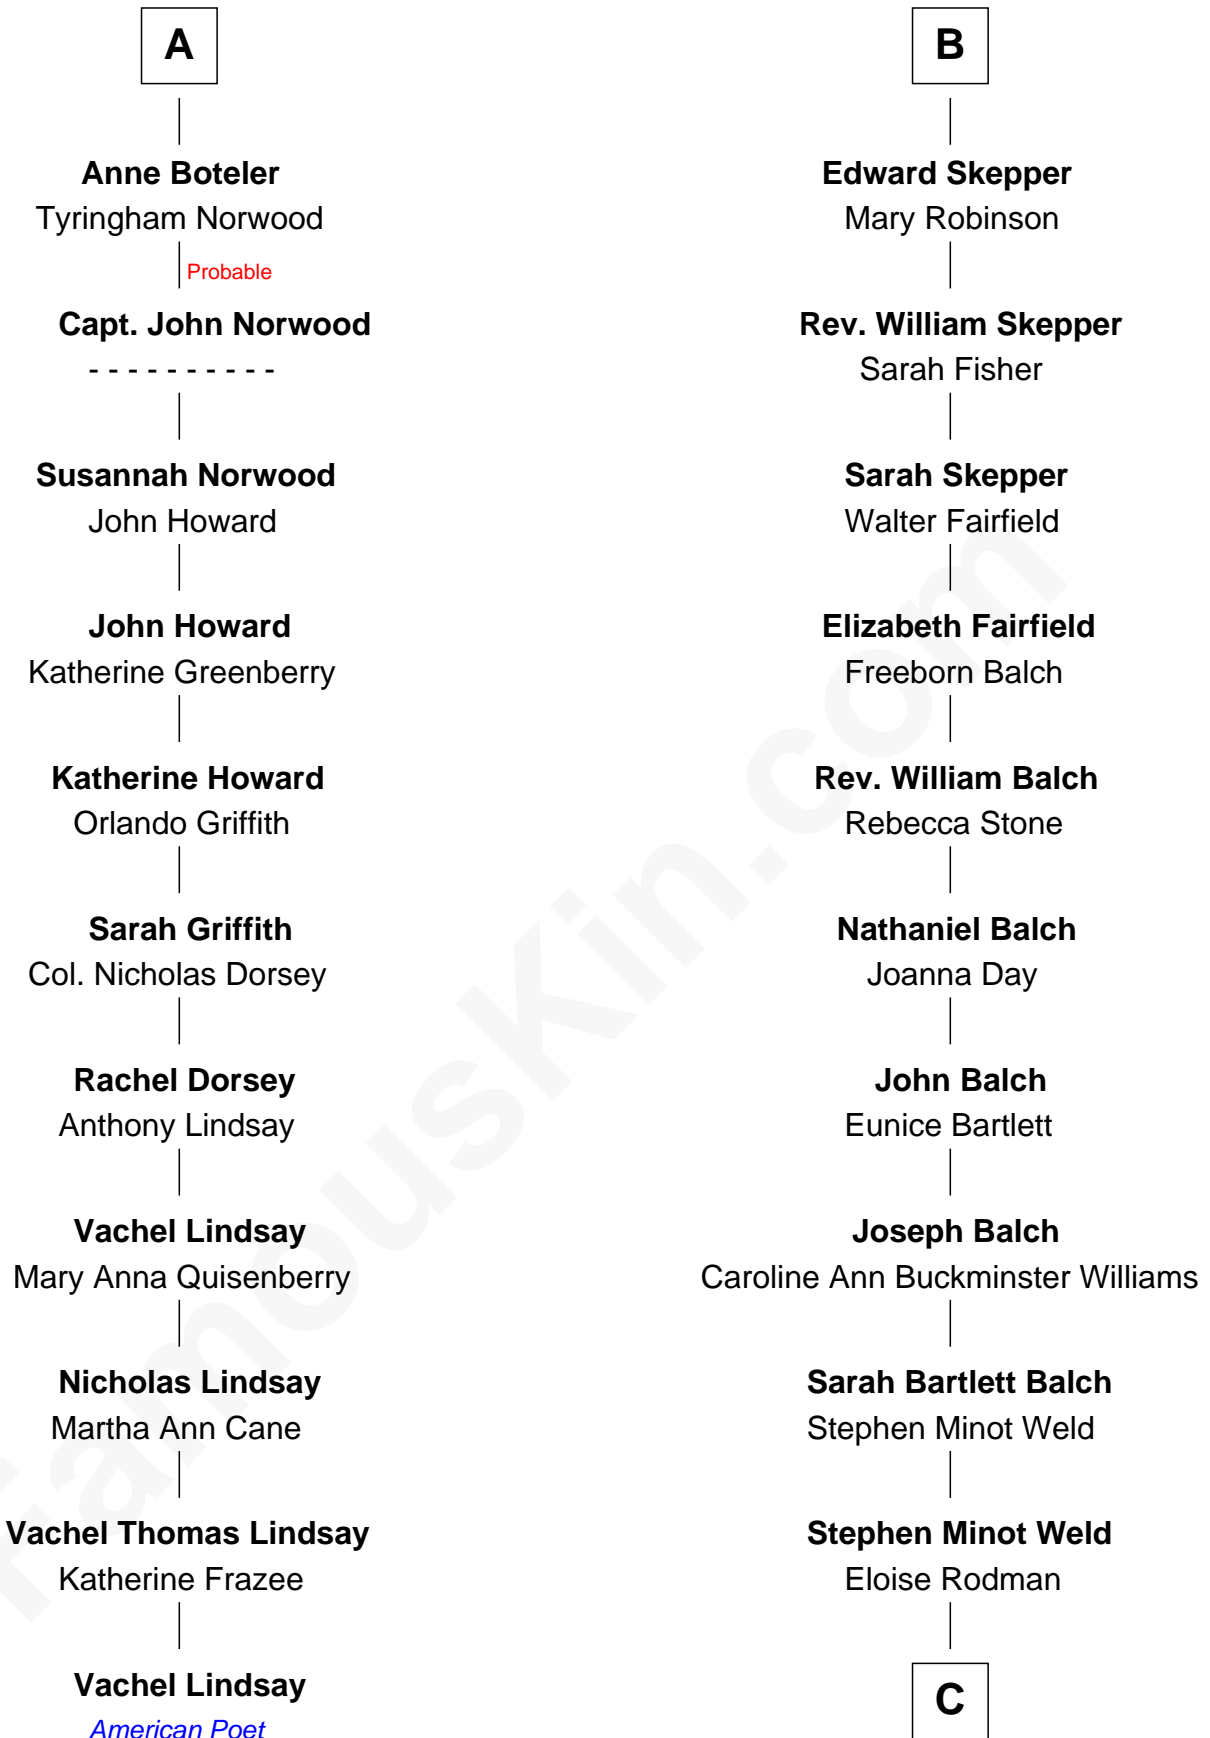 A
Anne Boteler
Tyringham Norwood
Probable
Capt. John Norwood
- - - - - - - - - -
Susannah Norwood
John Howard
John Howard
Katherine Greenberry
Katherine Howard
Orlando Griffith
Sarah Griffith
Col. Nicholas Dorsey
Rachel Dorsey
Anthony Lindsay
Vachel Lindsay
Mary Anna Quisenberry
Nicholas Lindsay
Martha Ann Cane
Vachel Thomas Lindsay
Katherine Frazee
Vachel Lindsay
American Poet
B
Edward Skepper
Mary Robinson
Rev. William Skepper
Sarah Fisher
Sarah Skepper
Walter Fairfield
Elizabeth Fairfield
Freeborn Balch
Rev. William Balch
Rebecca Stone
Nathaniel Balch
Joanna Day
John Balch
Eunice Bartlett
Joseph Balch
Caroline Ann Buckminster Williams
Sarah Bartlett Balch
Stephen Minot Weld
Stephen Minot Weld
Eloise Rodman
C
FamousKin.com